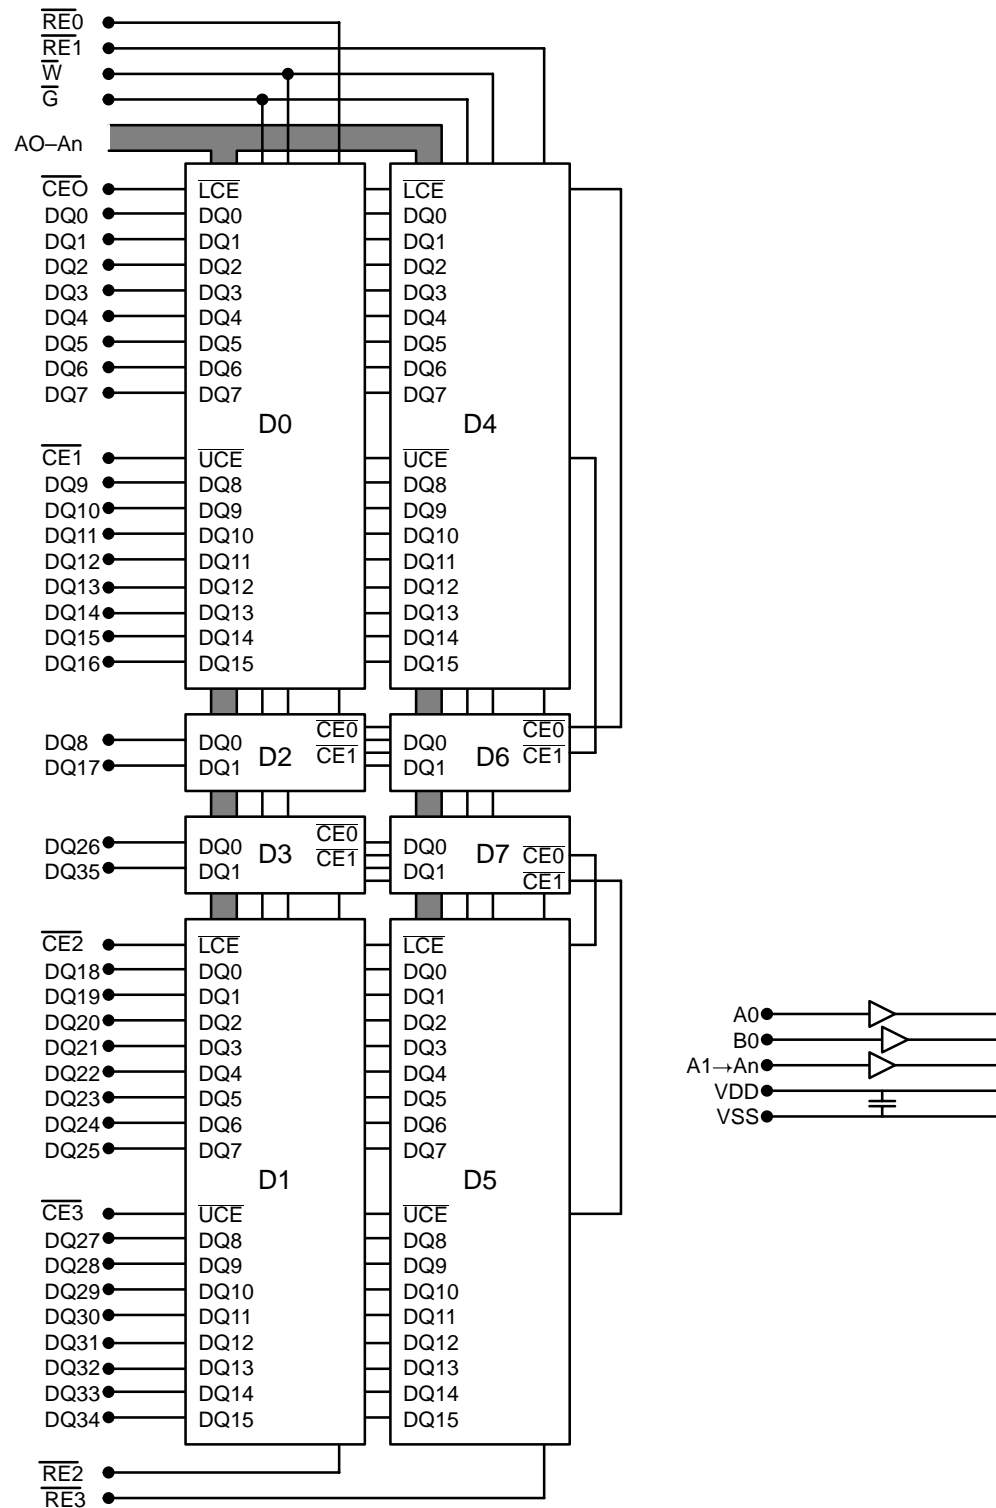 RE0
RE1
W
G
AO–An
CEO LCE LCE
DQ0 DQ0 DQ0
DQ1 DQ1 DQ1
DQ2 DQ2 DQ2
DQ3 DQ3 DQ3
DQ4 DQ4 DQ4
DQ5 DQ5 DQ5
DQ6 DQ6 DQ6
DQ7 DQ7 DQ7
D0 D4
CE1 UCE UCE
DQ9 DQ8 DQ8
DQ10 DQ9 DQ9
DQ11 DQ10 DQ10
DQ12 DQ11 DQ11
DQ13 DQ12 DQ12
DQ14 DQ13 DQ13
DQ15 DQ14 DQ14
DQ16 DQ15 DQ15
CE0 CE0
DQ8 DQ0 D2 CE1 DQ0 D6 CE1
DQ17 DQ1 DQ1
CE0
DQ26 DQ0 D3 CE1 DQ0 D7 CE0
DQ35 DQ1 DQ1 CE1
CE2 LCE LCE
DQ18 DQ0 DQ0
DQ19 DQ1 DQ1
DQ20 DQ2 DQ2
DQ21 DQ3 DQ3
DQ22 DQ4 DQ4
DQ23 DQ5 DQ5
DQ24 DQ6 DQ6
DQ25 DQ7 DQ7
D1 D5
CE3 UCE UCE
DQ27 DQ8 DQ8
DQ28 DQ9 DQ9
DQ29 DQ10 DQ10
DQ30 DQ11 DQ11
DQ31 DQ12 DQ12
DQ32 DQ13 DQ13
DQ33 DQ14 DQ14
DQ34 DQ15 DQ15
RE2
RE3
A0
B0
A1→An
VDD
VSS